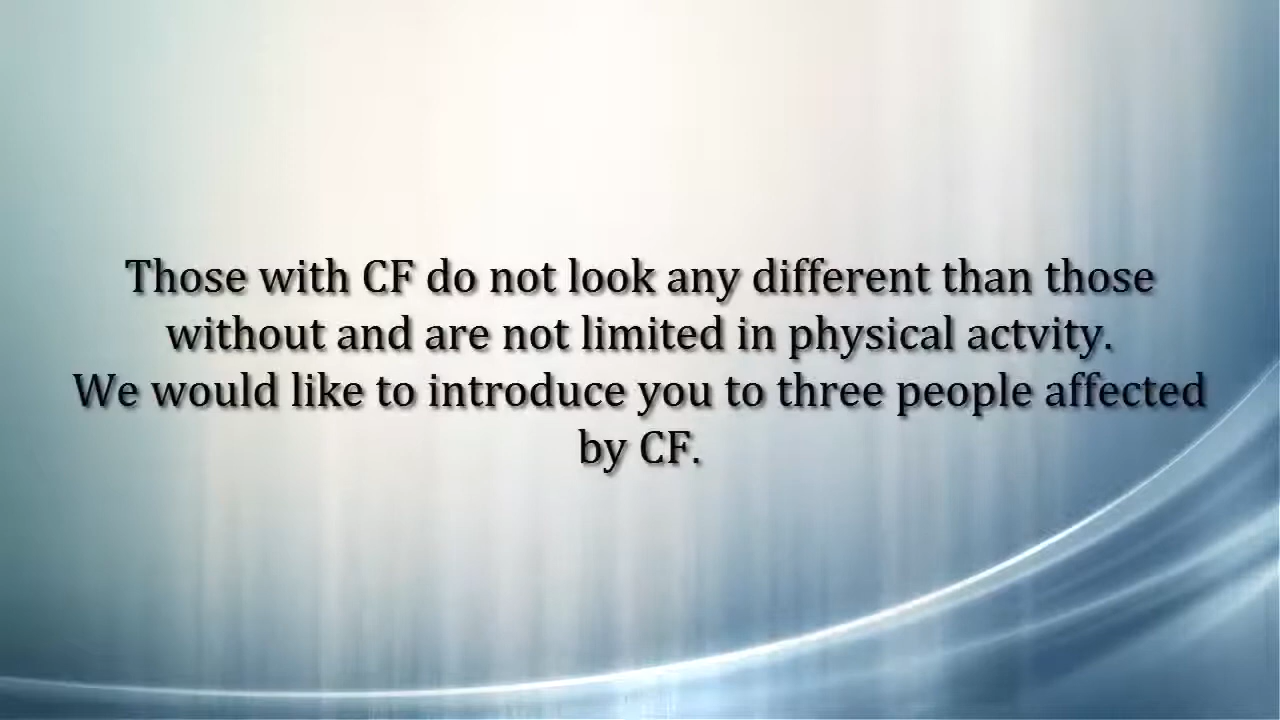 Those with CF do not look any different than those
without and are not limited in physical actvity.
We would like to introduce you to three people affected
by CF.